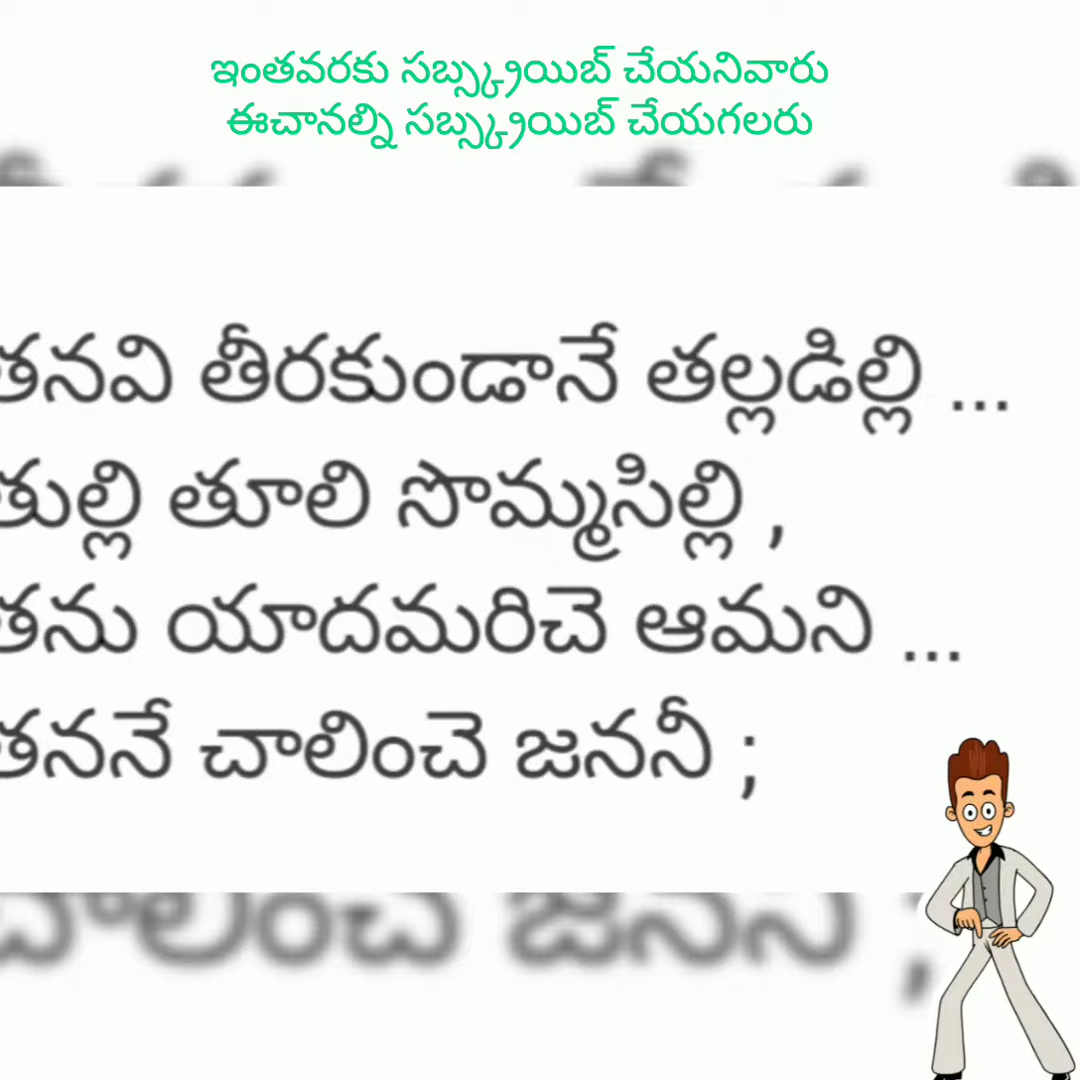 ఇంతవరకు సబ్స్క్రయిబ్ చేయనివారు
ఈచానల్ని సబ్స్క్రయిబ్ చేయగలరు
తనవి తీరకుండానే తల్లడిల్లి ...
తుల్లి తూలి సొమ్మసిల్లి ,
తను యాదమరిచె ఆమని ...
తననే చాలించె జననీ ;
చాలించె జననీ ;